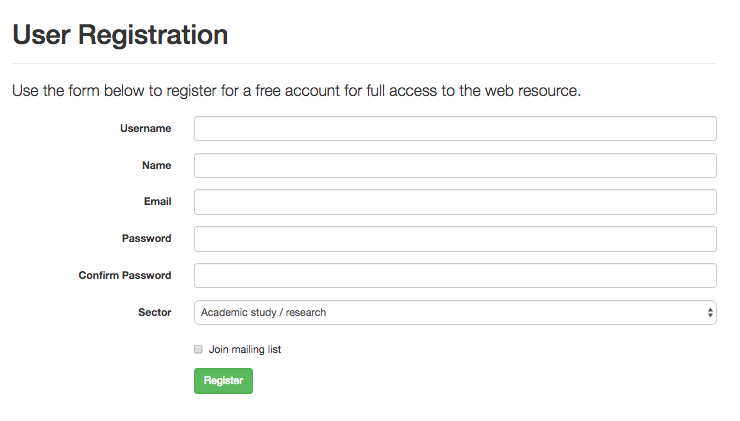 User Registration
Use the form below to register for a free account for full access to the web resource.
Username
Name
Email
Password
Confirm Password
Sector Academic study / research
Join mailing list
Register